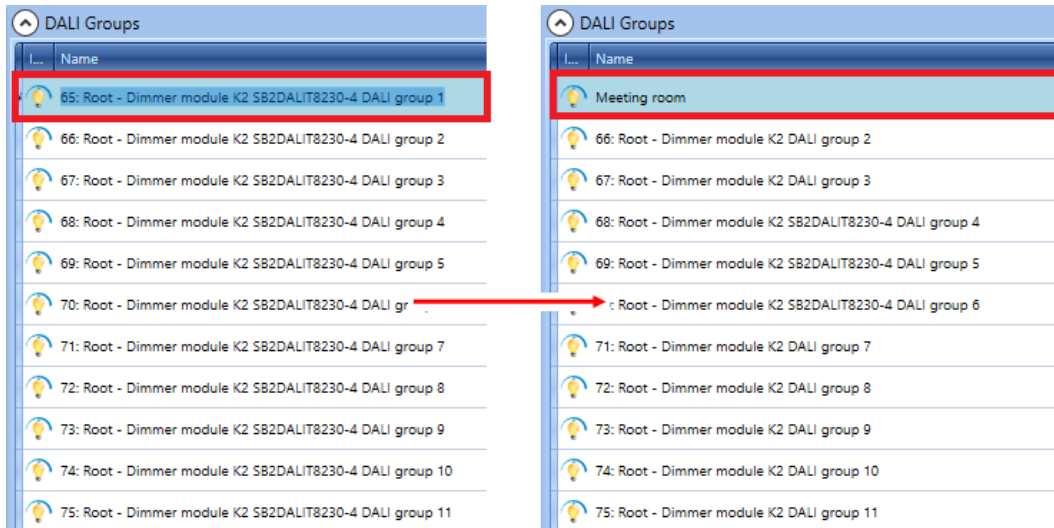 DALI Groups
I... Name
65: Root - Dimmer module K2 SB2DALIT8230-4 DALI group 1
66: Root - Dimmer module K2 SB2DALIT8230-4 DALI group 2
67: Root - Dimmer module K2 SB2DALIT8230-4 DALI group 3
68: Root - Dimmer module K2 SB2DALIT8230-4 DALI group 4
69: Root - Dimmer module K2 SB2DALIT8230-4 DALI group 5
70: Root - Dimmer module K2 SB2DALIT8230-4 DALI gr
71: Root - Dimmer module K2 SB2DALIT8230-4 DALI group 7
72: Root - Dimmer module K2 SB2DALIT8230-4 DALI group 8
73: Root - Dimmer module K2 SB2DALIT8230-4 DALI group 9
74: Root - Dimmer module K2 SB2DALIT8230-4 DALI group 10
75: Root - Dimmer module K2 SB2DALIT8230-4 DALI group 11
DALI Groups
I... Name
Meeting room
66: Root - Dimmer module K2 DALI group 2
67: Root - Dimmer module K2 DALI group 3
68: Root - Dimmer module K2 SB2DALIT8230-4 DALI group 4
69: Root - Dimmer module K2 SB2DALIT8230-4 DALI group 5
: Root - Dimmer module K2 SB2DALIT8230-4 DALI group 6
71: Root - Dimmer module K2 DALI group 7
72: Root - Dimmer module K2 DALI group 8
73: Root - Dimmer module K2 DALI group 9
74: Root - Dimmer module K2 DALI group 10
75: Root - Dimmer module K2 DALI group 11